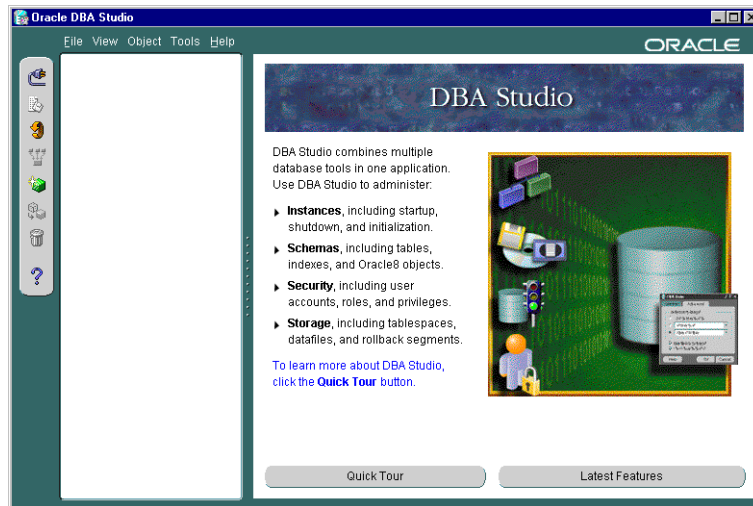 Oracle DBA Studio
File View Object Tools Help
ORACLE
DBA Studio
DBA Studio combines multiple
database tools in one application.
Use DBA Studio to administer:
Instances, including startup,
shutdown, and initialization.
Schemas, including tables,
indexes, and Oracle8 objects.
Security, including user
accounts, roles, and privileges.
Storage, including tablespaces,
datafiles, and rollback segments.
To learn more about DBA Studio,
click the Quick Tour button.
Quick Tour
Latest Features